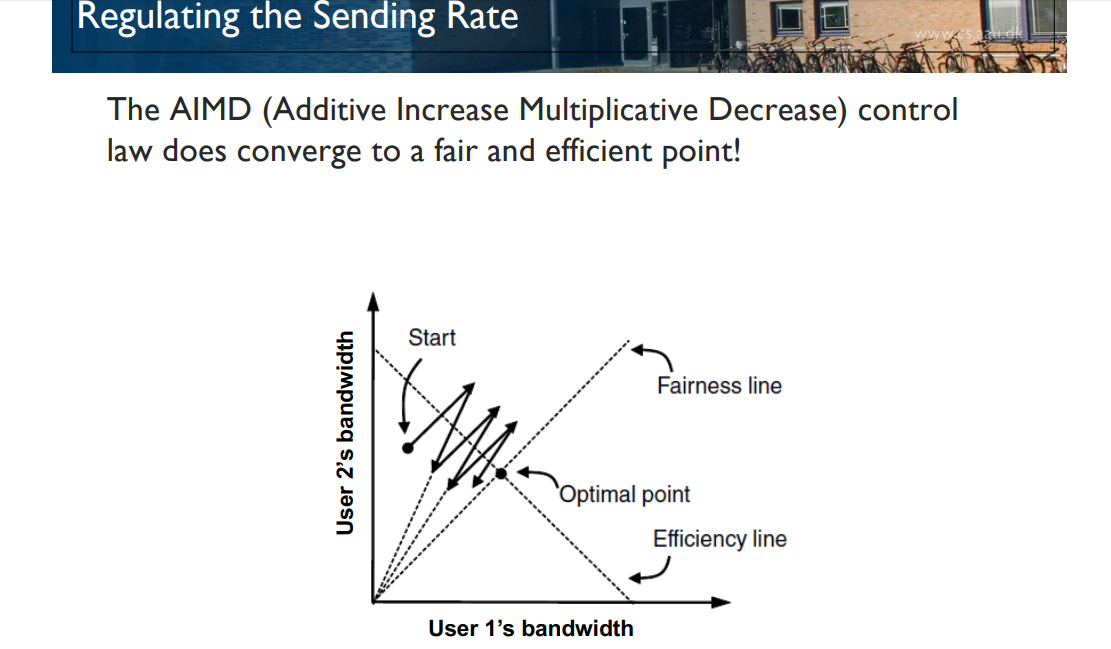 Regulating the Sending Rate
www.cs.aau.dk
The AIMD (Additive Increase Multiplicative Decrease) control
law does converge to a fair and efficient point!
Start
Fairness line
Optimal point
Efficiency line
User 2's bandwidth
User 1's bandwidth